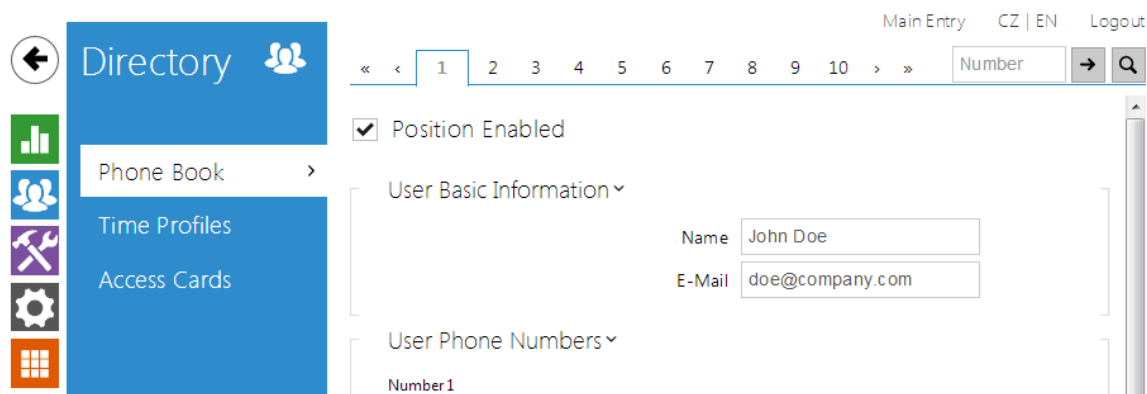 Main Entry CZ | EN Logout
Directory
« ‹ 1 2 3 4 5 6 7 8 9 10 › » Number
Position Enabled
Phone Book ›
User Basic Information
Time Profiles
Name John Doe
Access Cards
E-Mail doe@company.com
User Phone Numbers
Number1